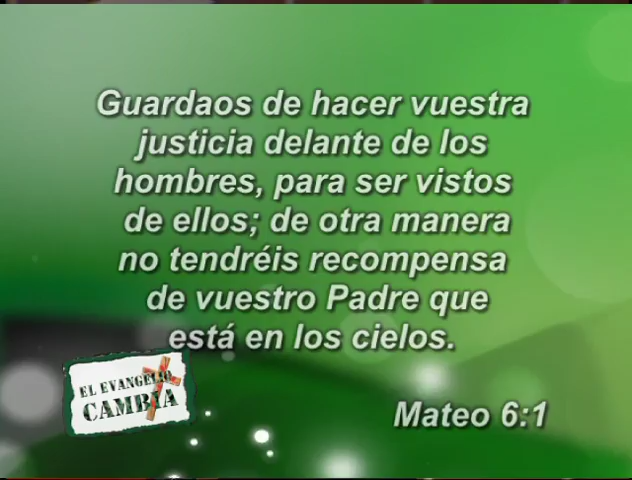 Guardaos de hacer vuestra
justicia delante de los
hombres, para ser vistos
de ellos; de otra manera
no tendréis recompensa
de vuestro Padre que
está en los cielos.
EL EVANGELIO
CAMBIA
Mateo 6:1